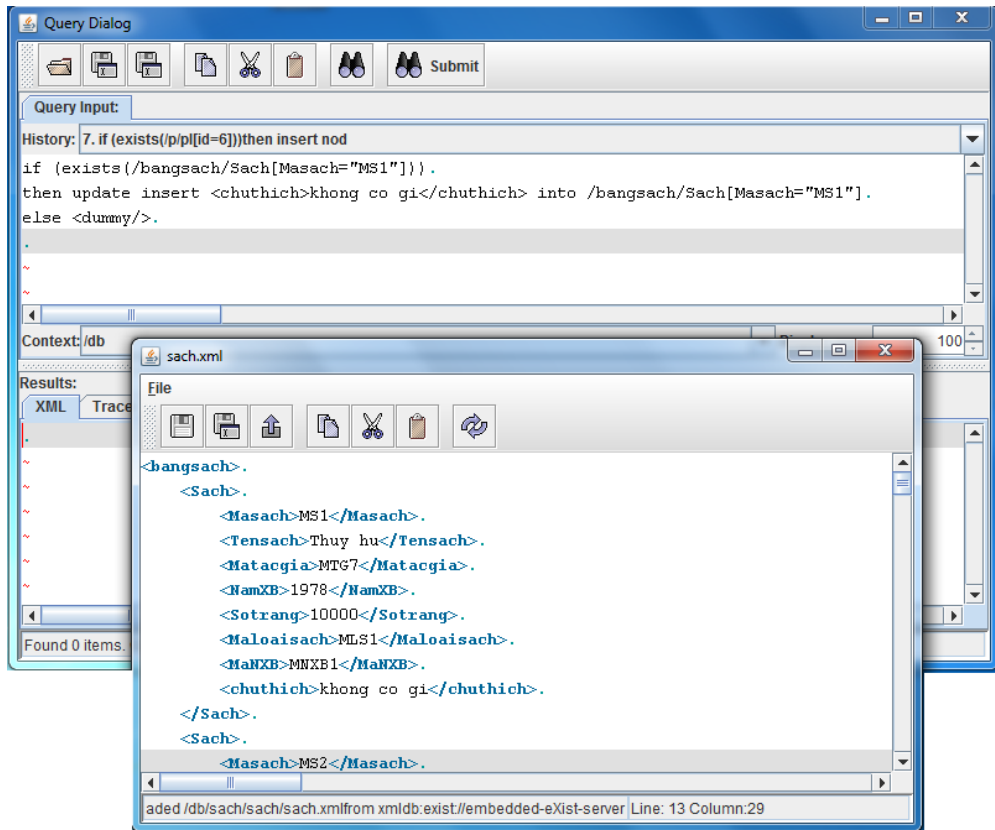 Query Dialog
Submit
Query Input:
History: 7. if (exists(/p/pl[id=6]))then insert nod
if (exists(/bangsach/Sach[Masach="MS1"])).
then update insert <chuthich>khong co gi</chuthich> into /bangsach/Sach[Masach="MS1"].
else <dummy/>.
.
~
~
Context: /db
100
Results:
XML Trace
.
~
~
~
~
~
~
Found 0 items.
sach.xml
File
<bangsach>.
<Sach>.
<Masach>MS1</Masach>.
<Tensach>Thuy hu</Tensach>.
<Matacgia>MTG7</Matacgia>.
<NamXB>1978</NamXB>.
<Sotrang>10000</Sotrang>.
<Maloaisach>MLS1</Maloaisach>.
<MaNXB>MNXB1</MaNXB>.
<chuthich>khong co gi</chuthich>.
</Sach>.
<Sach>.
<Masach>MS2</Masach>.
aded /db/sach/sach/sach.xmlfrom xmldb:exist://embedded-eXist-server Line: 13 Column:29